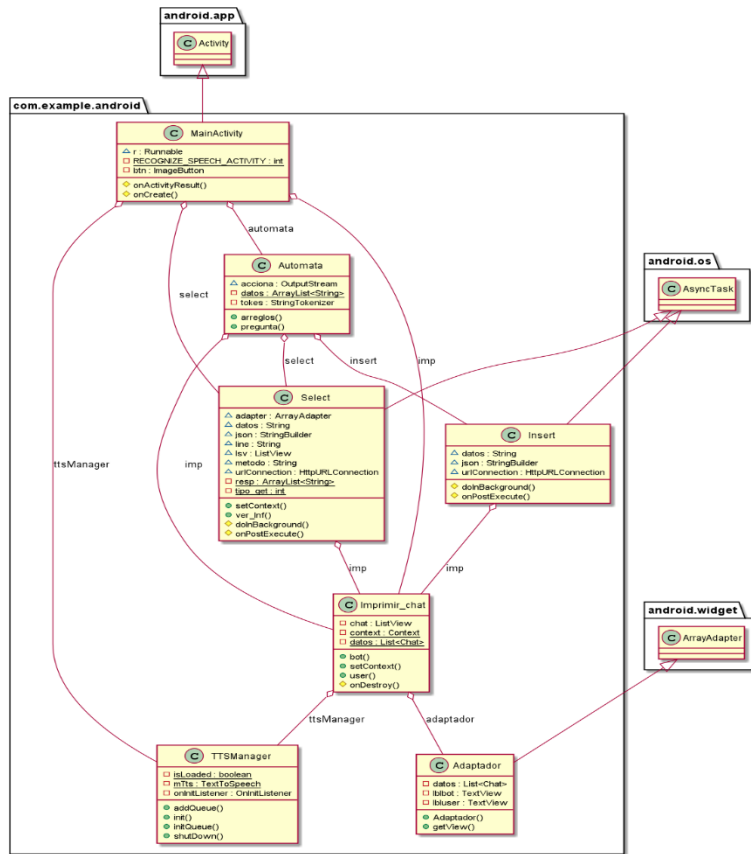 android.app
C Activity
com.example.android
C MainActivity
r : Runnable
RECOGNIZE_SPEECH_ACTIVITY : int
btn : ImageButton
onActivityResult()
onCreate()
automata
C Automata
acciona : OutputStream
datos : ArrayList<String>
tokes : StringTokenizer
arreglos()
pregunta()
android.os
C AsyncTask
select
select
insert
imp
C Select
adapter : ArrayAdapter
datos : String
json : StringBuilder
line : String
lsv : ListView
metodo : String
urlConnection : HttpURLConnection
resp : ArrayList<String>
tipo_get : int
setContext()
ver_Inf()
doInBackground()
onPostExecute()
C Insert
datos : String
json : StringBuilder
urlConnection : HttpURLConnection
doInBackground()
onPostExecute()
ttsManager
imp
imp
imp
C Imprimir_chat
chat : ListView
context : Context
datos : List<Chat>
bot()
setContext()
user()
onDestroy()
android.widget
C ArrayAdapter
ttsManager
adaptador
C TTSManager
isLoaded : boolean
mTts : TextToSpeech
onInitListener : OnInitListener
addQueue()
init()
initQueue()
shutDown()
C Adaptador
datos : List<Chat>
lblbot : TextView
lbluser : TextView
Adaptador()
getView()